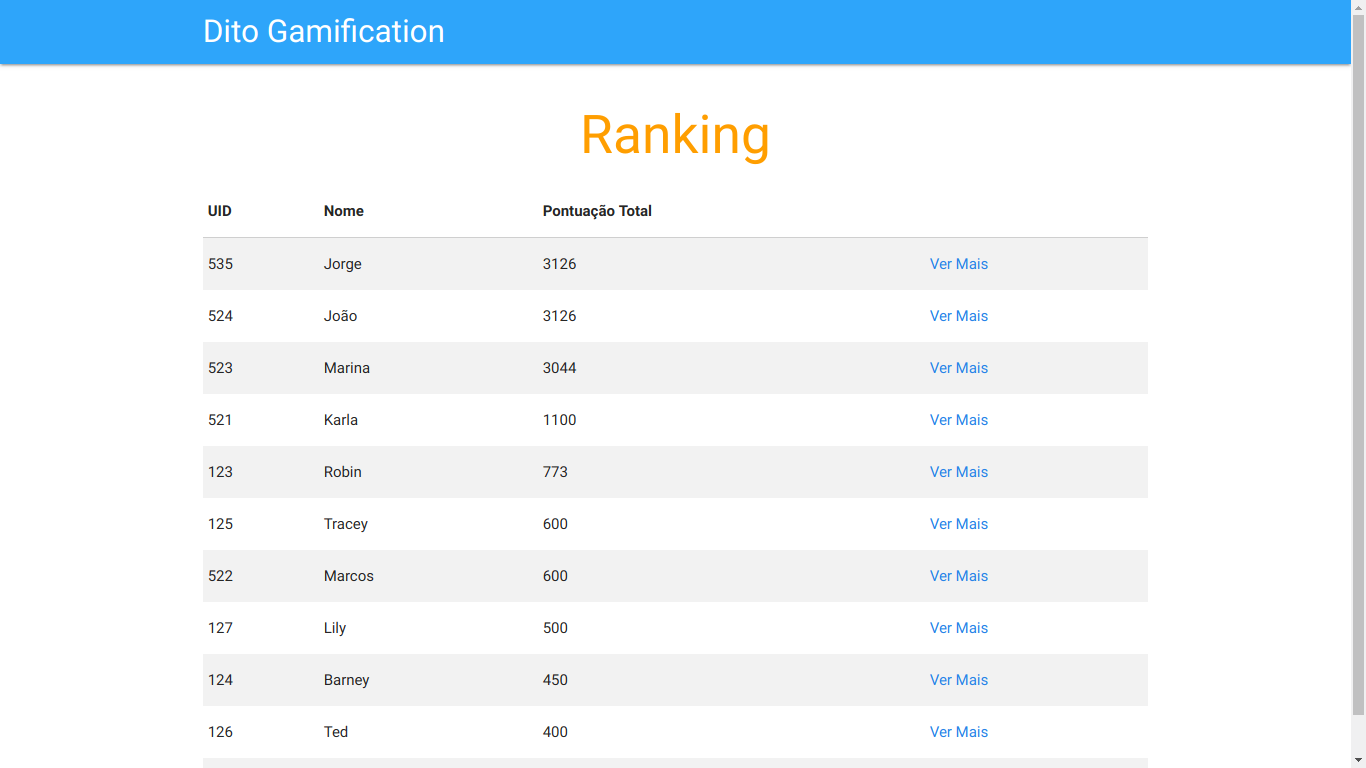 Dito Gamification
Ranking
UID Nome Pontuação Total
535 Jorge 3126 Ver Mais
524 João 3126 Ver Mais
523 Marina 3044 Ver Mais
521 Karla 1100 Ver Mais
123 Robin 773 Ver Mais
125 Tracey 600 Ver Mais
522 Marcos 600 Ver Mais
127 Lily 500 Ver Mais
124 Barney 450 Ver Mais
126 Ted 400 Ver Mais